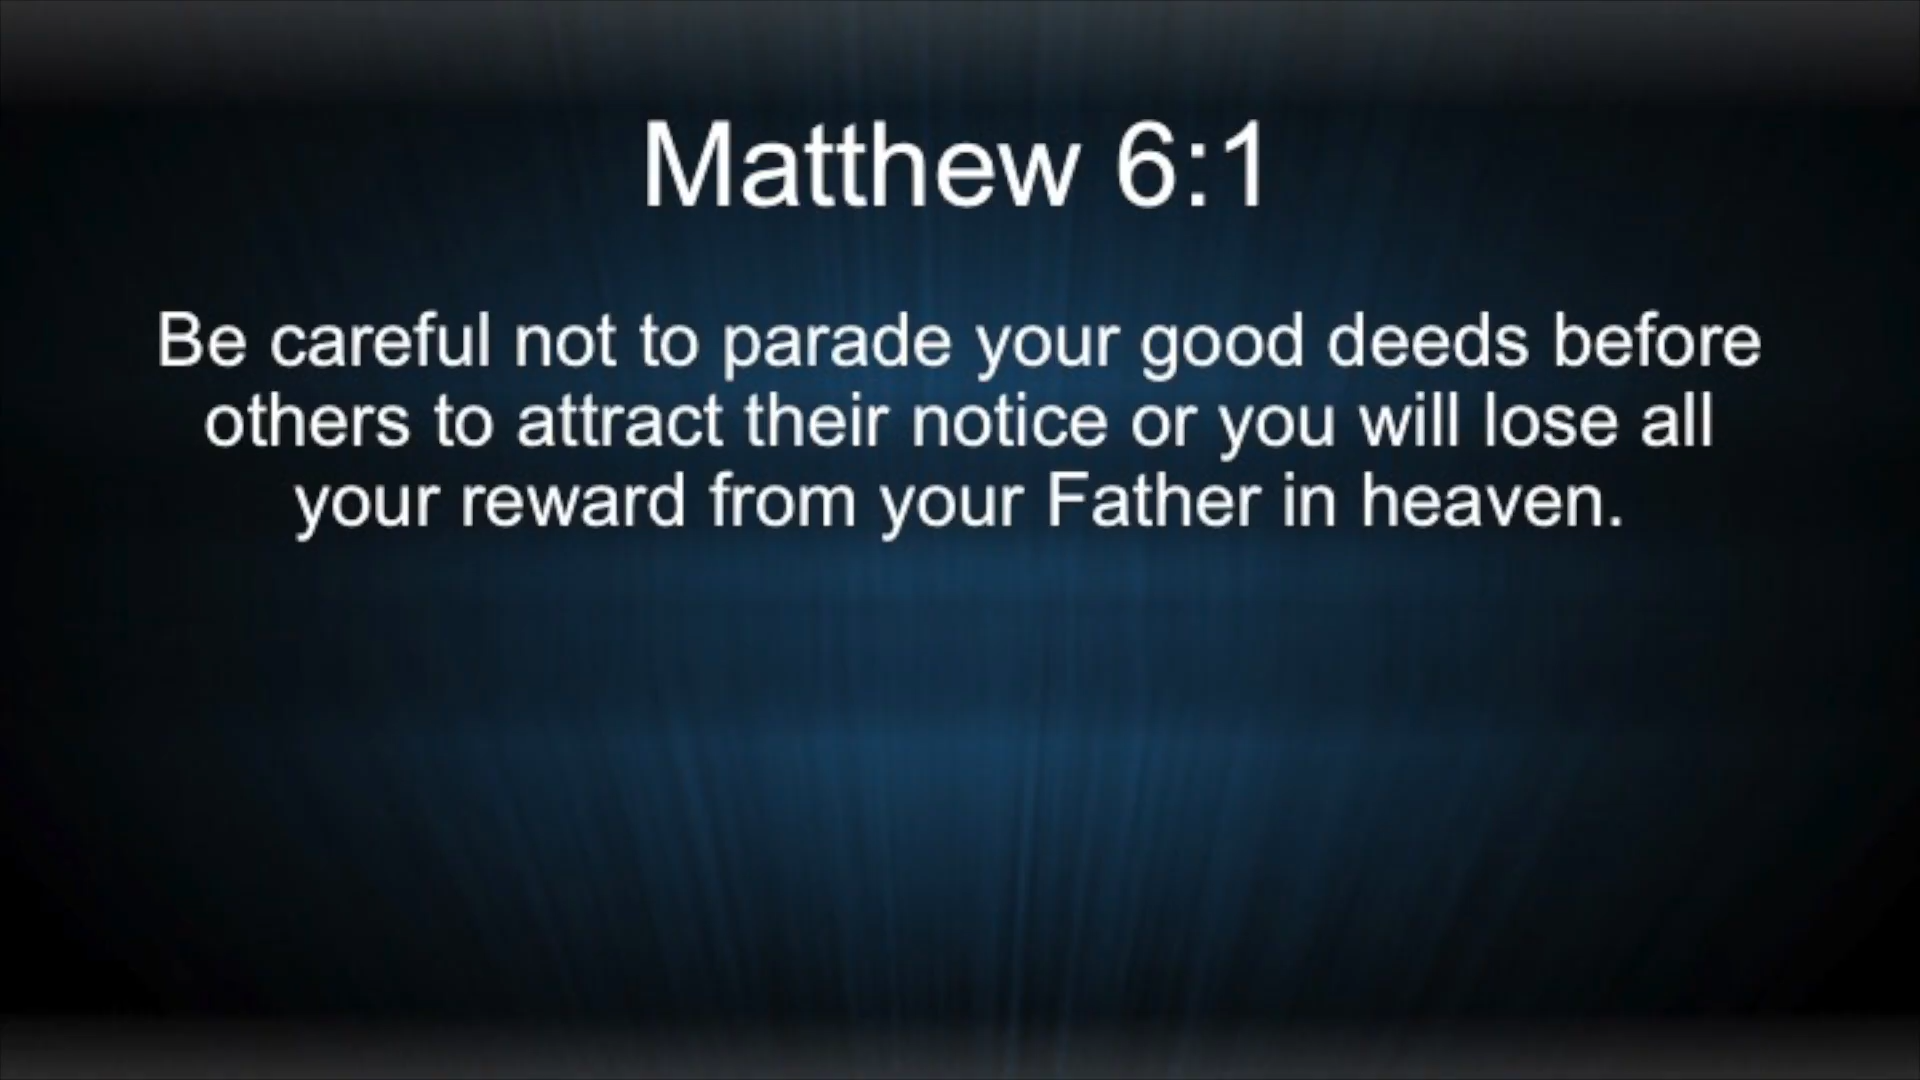 Matthew 6:1
Be careful not to parade your good deeds before
others to attract their notice or you will lose all
your reward from your Father in heaven.